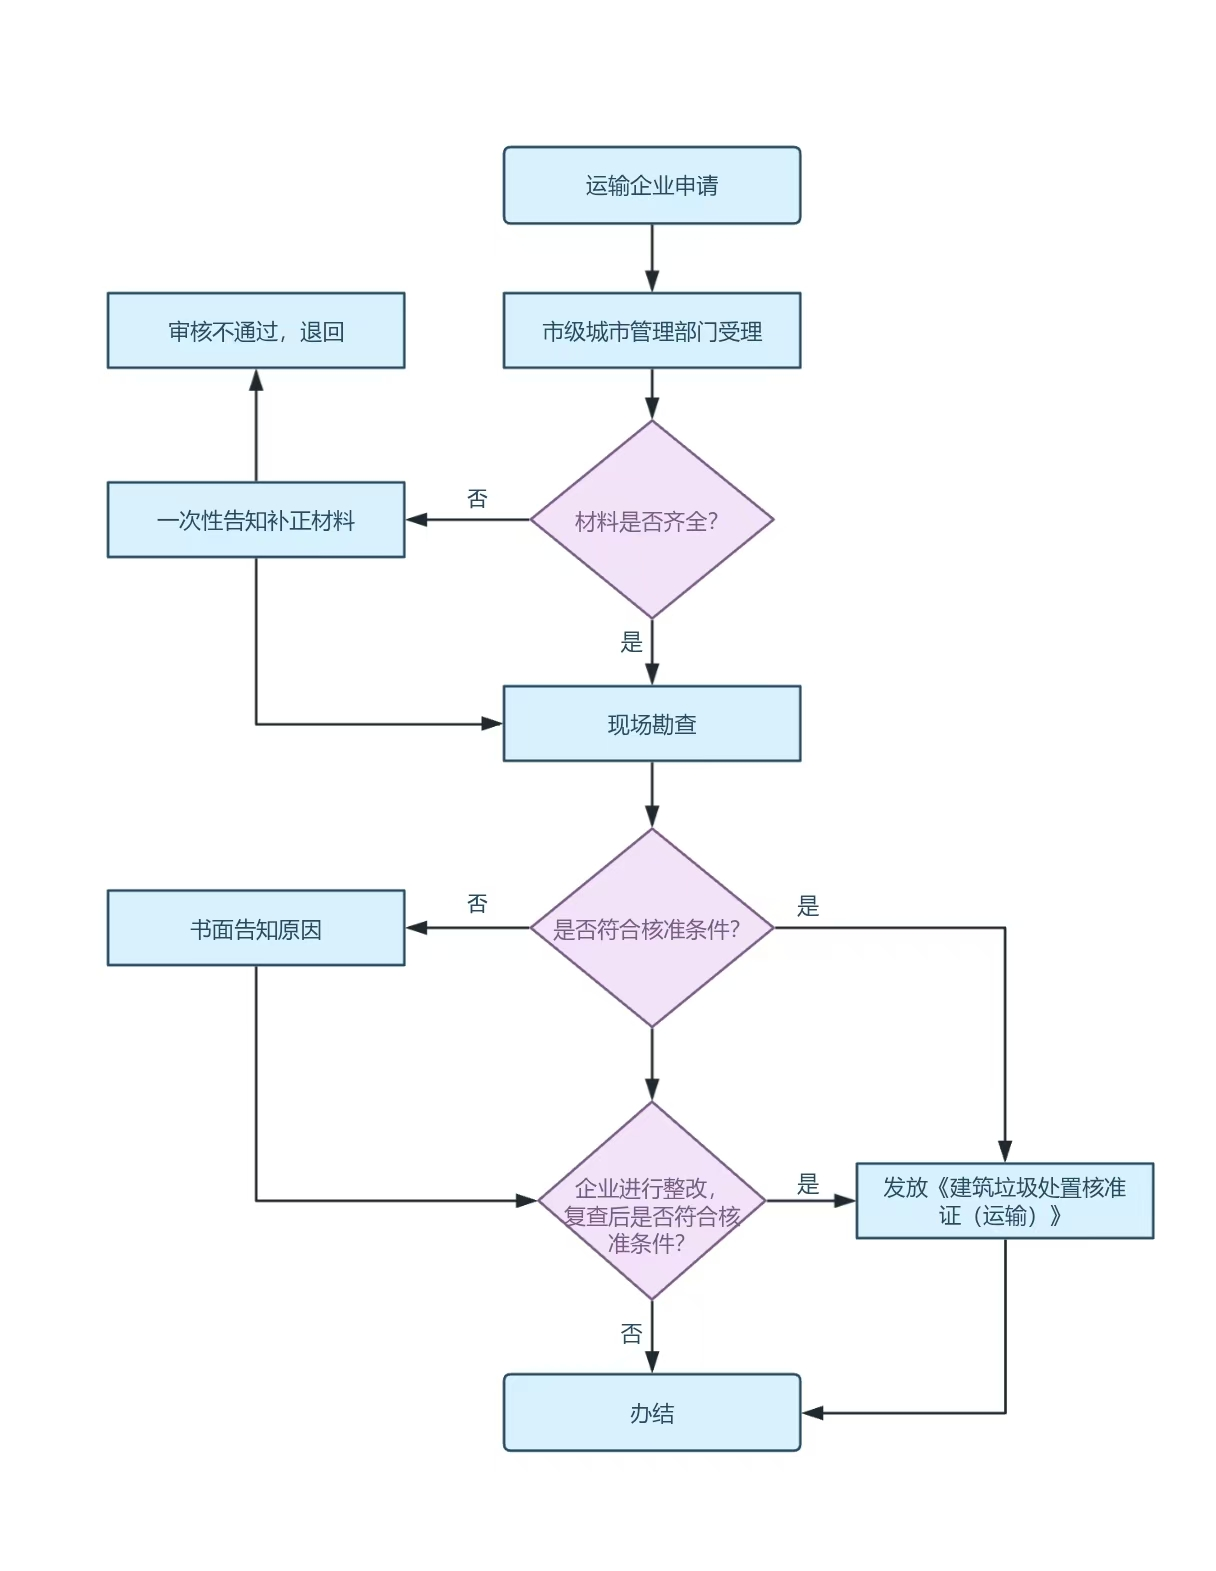 运输企业申请
审核不通过，退回
市级城市管理部门受理
否
一次性告知补正材料
材料是否齐全?
是
现场勘查
否
是
书面告知原因
是否符合核准条件?
企业进行整改，
复查后是否符合核
准条件?
是
发放《建筑垃圾处置核准
证（运输）》
否
办结